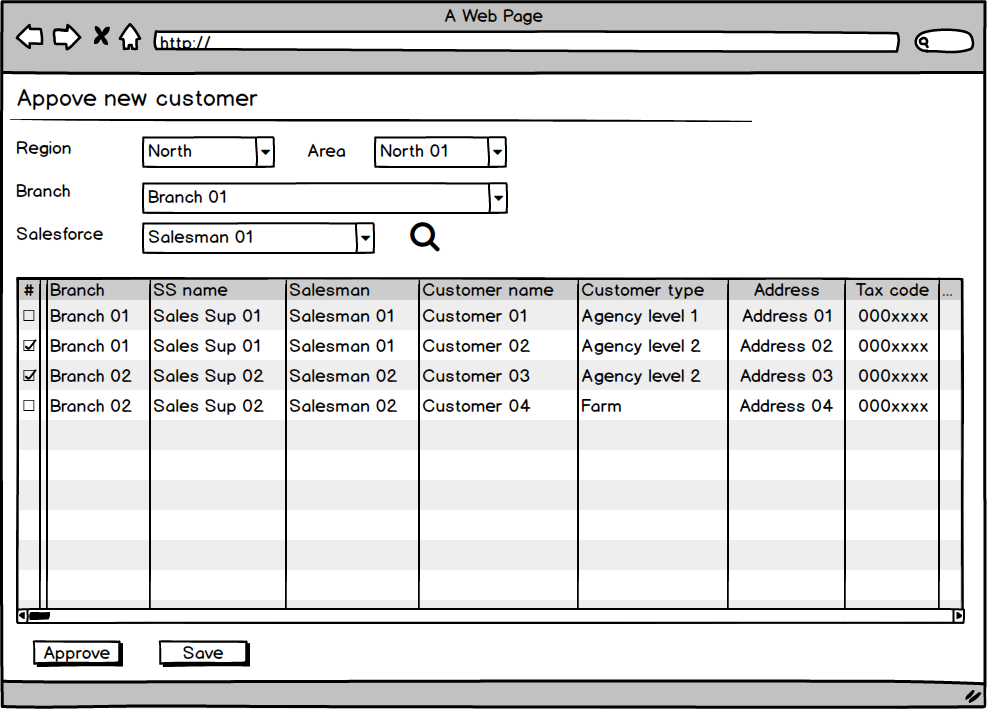 A Web Page
http://
Appove new customer
Region North Area North 01
Branch Branch 01
Salesforce Salesman 01
# Branch SS name Salesman Customer name Customer type Address Tax code ...
Branch 01 Sales Sup 01 Salesman 01 Customer 01 Agency level 1 Address 01 000xxxx
Branch 01 Sales Sup 01 Salesman 01 Customer 02 Agency level 2 Address 02 000xxxx
Branch 02 Sales Sup 02 Salesman 02 Customer 03 Agency level 2 Address 03 000xxxx
Branch 02 Sales Sup 02 Salesman 02 Customer 04 Farm Address 04 000xxxx
Approve Save